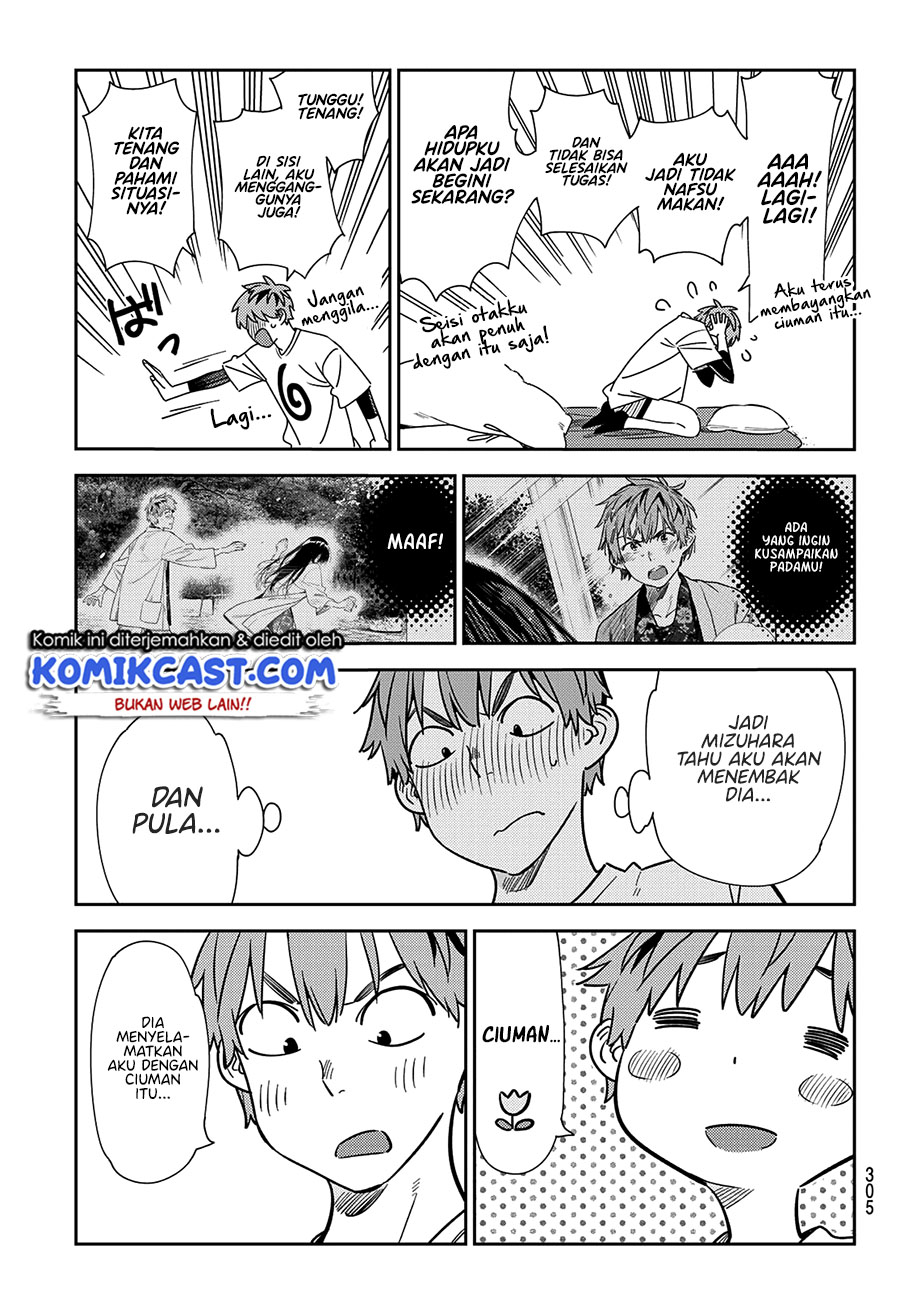 AAA
AAAAH!
LAGI-
LAGI!
AKU
JADI TIDAK
NAFSU
MAKAN!
DAN
TIDAK BISA
SELESAIKAN
TUGAS!
APA
HIDUPKU
AKAN JADI
BEGINI
SEKARANG?
Aku terus
membayangkan
ciuman itu...
Seisi otakku
akan penuh
dengan itu saja!
TUNGGU!
TENANG!
DI SISI
LAIN, AKU
MENGGANG-
GUNYA
JUGA!
KITA
TENANG
DAN
PAHAMI
SITUASI-
NYA!
Jangan
menggila...
ばっ
Lagi...
ADA
YANG INGIN
KUSAMPAIKAN
PADAMU!
MAAF!
Komik ini diterjemahkan & diedit oleh
KOMIKCAST.COM
BUKAN WEB LAIN!!
JADI
MIZUHARA
TAHU AKU AKAN
MENEMBAK
DIA...
DAN
PULA...
CIUMAN...
DIA
MENYELA-
MATKAN
AKU DENGAN
CIUMAN
ITU...
305